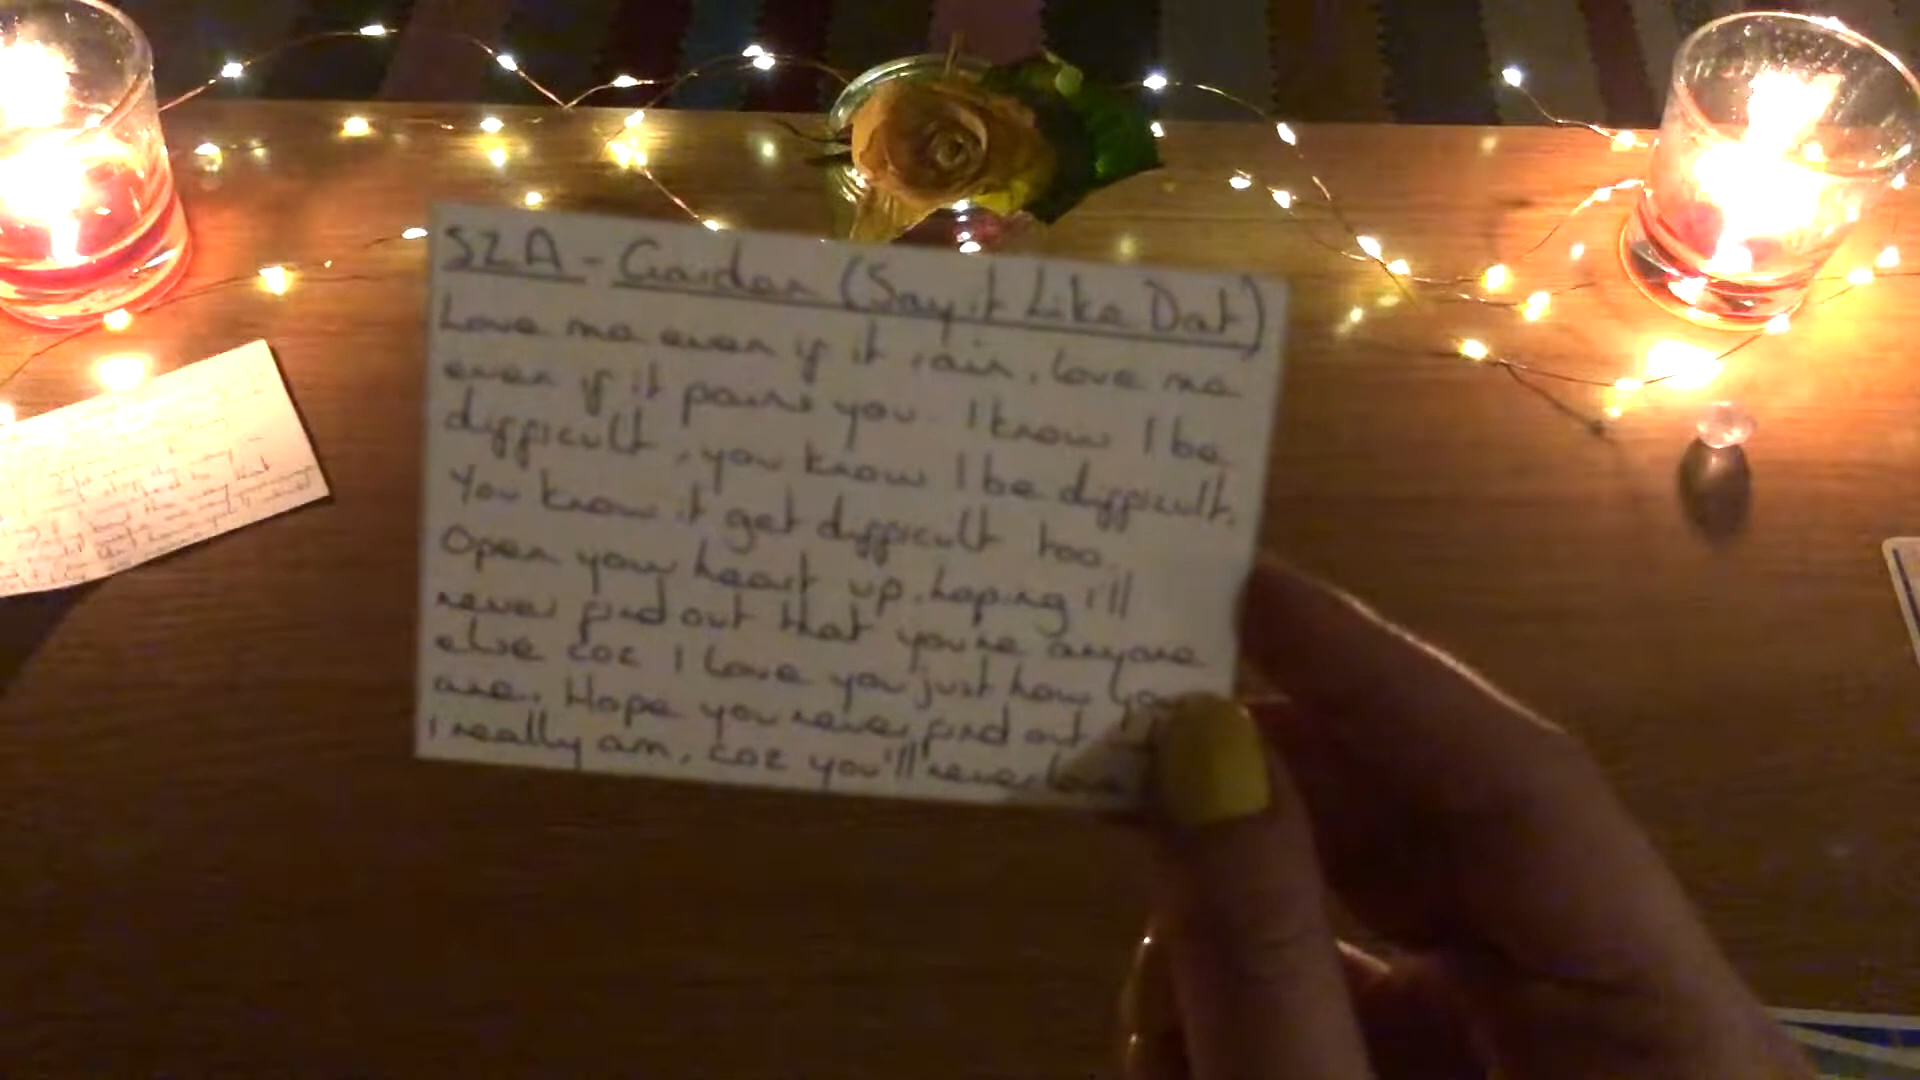 SZA - Garden (Say it Like Dat)
Love me even if it rain, love me
even if it pains you. I know I be
difficult, you know I be difficult.
You know it get difficult too.
Open your heart up, hoping i'll
never find out that you're anyone
else coz I love you just how you
are. Hope you never find out
I really am, coz you'll never love